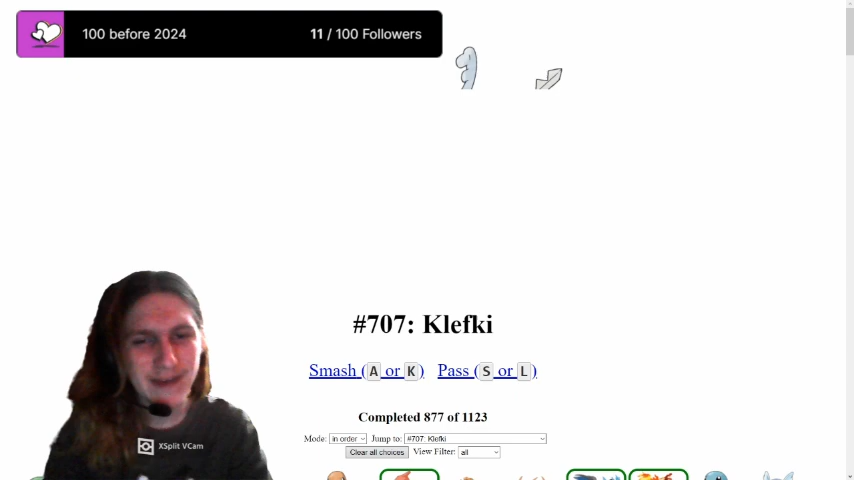 100 before 2024 11 / 100 Followers
#707: Klefki
Smash (A or K) Pass (S or L)
Completed 877 of 1123
Mode: in order Jump to: #707: Klefki
Clear all choices View Filter: all
XSplit VCam